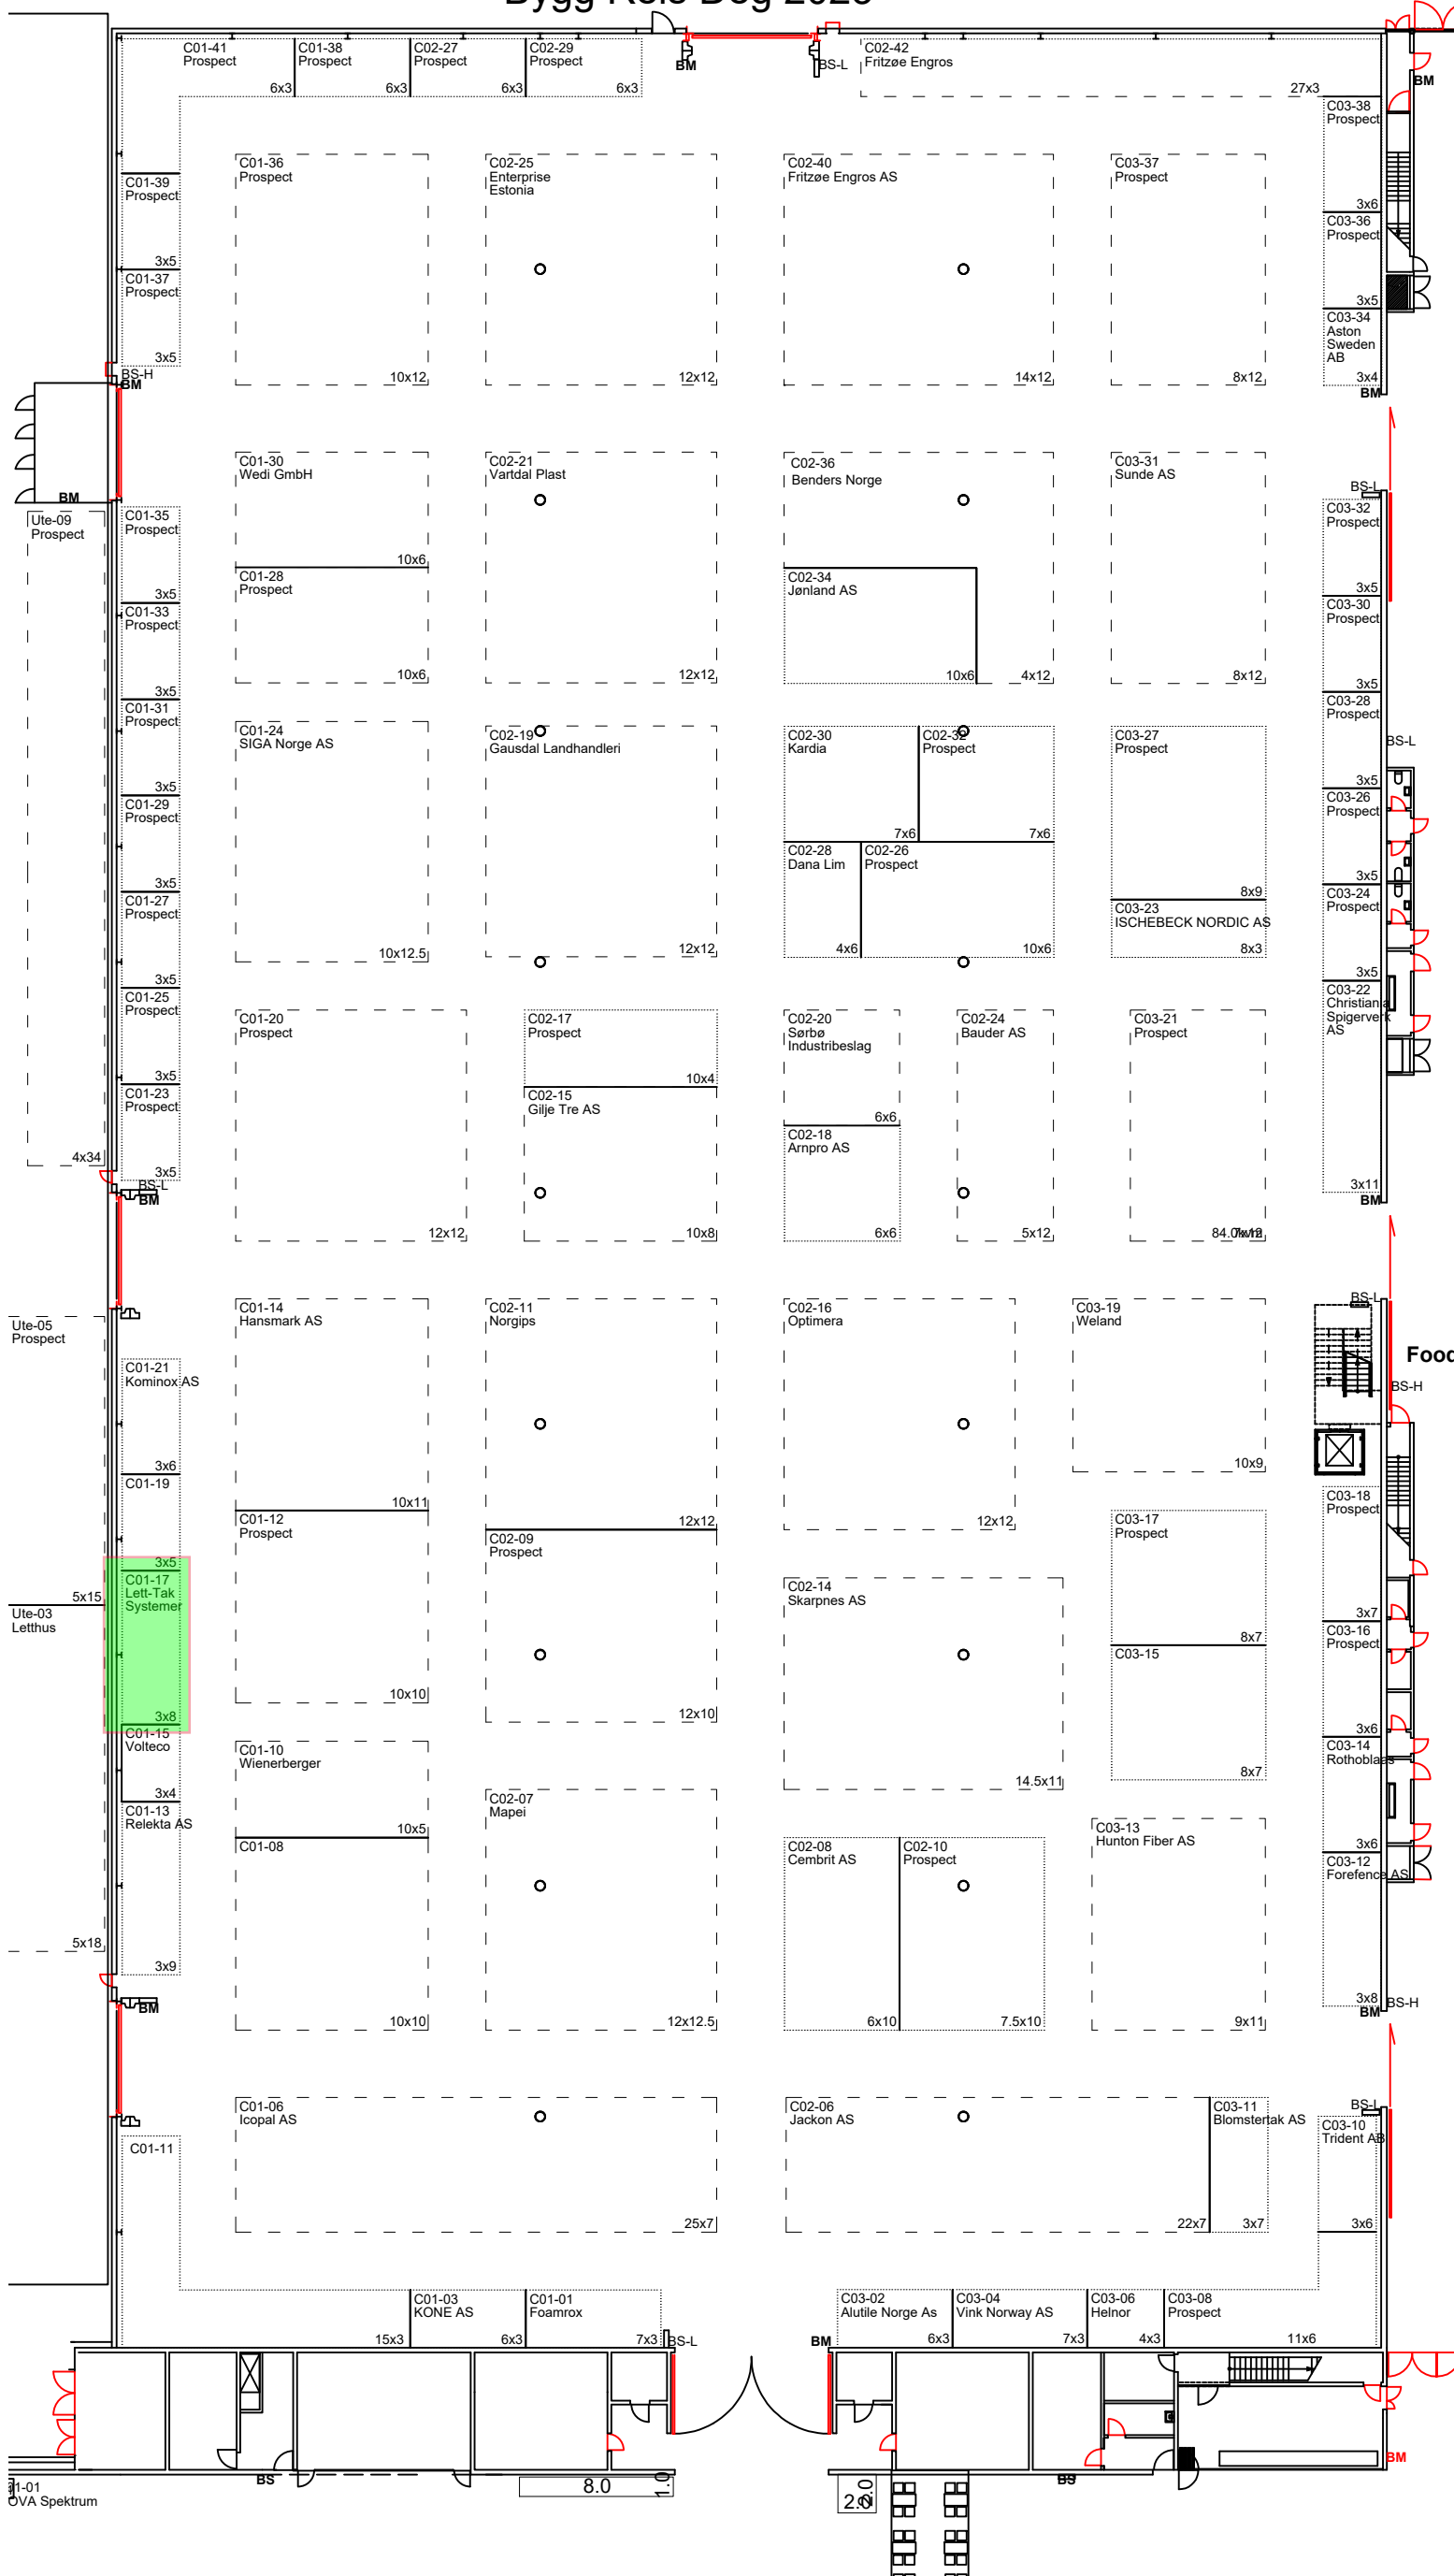 Bygg Reis Deg 2025
C01-41
Prospect
C01-38
Prospect
6x3
C02-27
Prospect
6x3
C02-29
Prospect
6x3
6x3
BM
BS-L
C02-42
Fritzøe Engros
27x3
BM
C03-38
Prospect
3x6
C01-39
Prospect
3x5
C01-37
Prospect
3x5
BS-H
BM
C01-36
Prospect
10x12
C02-25
Enterprise
Estonia
12x12
C02-40
Fritzøe Engros AS
14x12
C03-37
Prospect
8x12
C03-36
Prospect
3x5
C03-34
Aston
Sweden
AB
3x4
BM
BM
Ute-09
Prospect
4x34
C01-35
Prospect
3x5
C01-33
Prospect
3x5
C01-31
Prospect
3x5
C01-29
Prospect
3x5
C01-27
Prospect
3x5
C01-25
Prospect
3x5
C01-23
Prospect
3x5
BS-L
BM
C01-30
Wedi GmbH
10x6
C01-28
Prospect
10x6
C02-21
Vartdal Plast
12x12
C02-36
Benders Norge
C02-34
Jønland AS
10x6
4x12
C03-31
Sunde AS
8x12
BS-L
C03-32
Prospect
3x5
C03-30
Prospect
3x5
C03-28
Prospect
3x5
BS-L
C03-26
Prospect
3x5
C03-24
Prospect
3x5
C03-22
Christiania
Spigerverk
AS
3x11
BM
C01-24
SIGA Norge AS
10x12.5
C02-19
Gausdal Landhandleri
12x12
C02-30
Kardia
7x6
C02-32
Prospect
7x6
C02-28
Dana Lim
4x6
C02-26
Prospect
10x6
C03-27
Prospect
8x9
C03-23
ISCHEBECK NORDIC AS
8x3
C01-20
Prospect
12x12
C02-17
Prospect
10x4
C02-15
Gilje Tre AS
10x8
C02-20
Sørbø
Industribeslag
6x6
C02-18
Arnpro AS
6x6
C02-24
Bauder AS
5x12
C03-21
Prospect
7x12
Ute-05
Prospect
5x15
Ute-03
Letthus
5x18
C01-21
Kominox AS
3x6
C01-19
3x5
C01-17
Lett-Tak
Systemer
3x8
C01-15
Volteco
3x4
C01-13
Relekta AS
3x9
BM
C01-14
Hansmark AS
10x11
C01-12
Prospect
10x10
C01-10
Wienerberger
10x5
C01-08
10x10
C02-11
Norgips
12x12
C02-09
Prospect
12x10
C02-07
Mapei
12x12.5
C02-16
Optimera
12x12
C02-14
Skarpnes AS
14.5x11
C02-08
Cembrit AS
6x10
C02-10
Prospect
7.5x10
C03-19
Weland
10x9
C03-17
Prospect
8x7
C03-15
8x7
C03-13
Hunton Fiber AS
9x11
BS-L
Food
BS-H
C03-18
Prospect
3x7
C03-16
Prospect
3x6
C03-14
Rothoblaas
3x6
C03-12
Forefence AS
3x8
BS-H
BM
C01-06
Icopal AS
25x7
C02-06
Jackon AS
22x7
C03-11
Blomstertak AS
3x7
BS-L
C03-10
Trident AB
3x6
C01-11
15x3
C01-03
KONE AS
6x3
C01-01
Foamrox
7x3
BS-L
BM
C03-02
Alutile Norge As
6x3
C03-04
Vink Norway AS
7x3
C03-06
Helnor
4x3
C03-08
Prospect
11x6
BM
BS
BS
8.0
1.0
2.0
2.0
OVA Spektrum